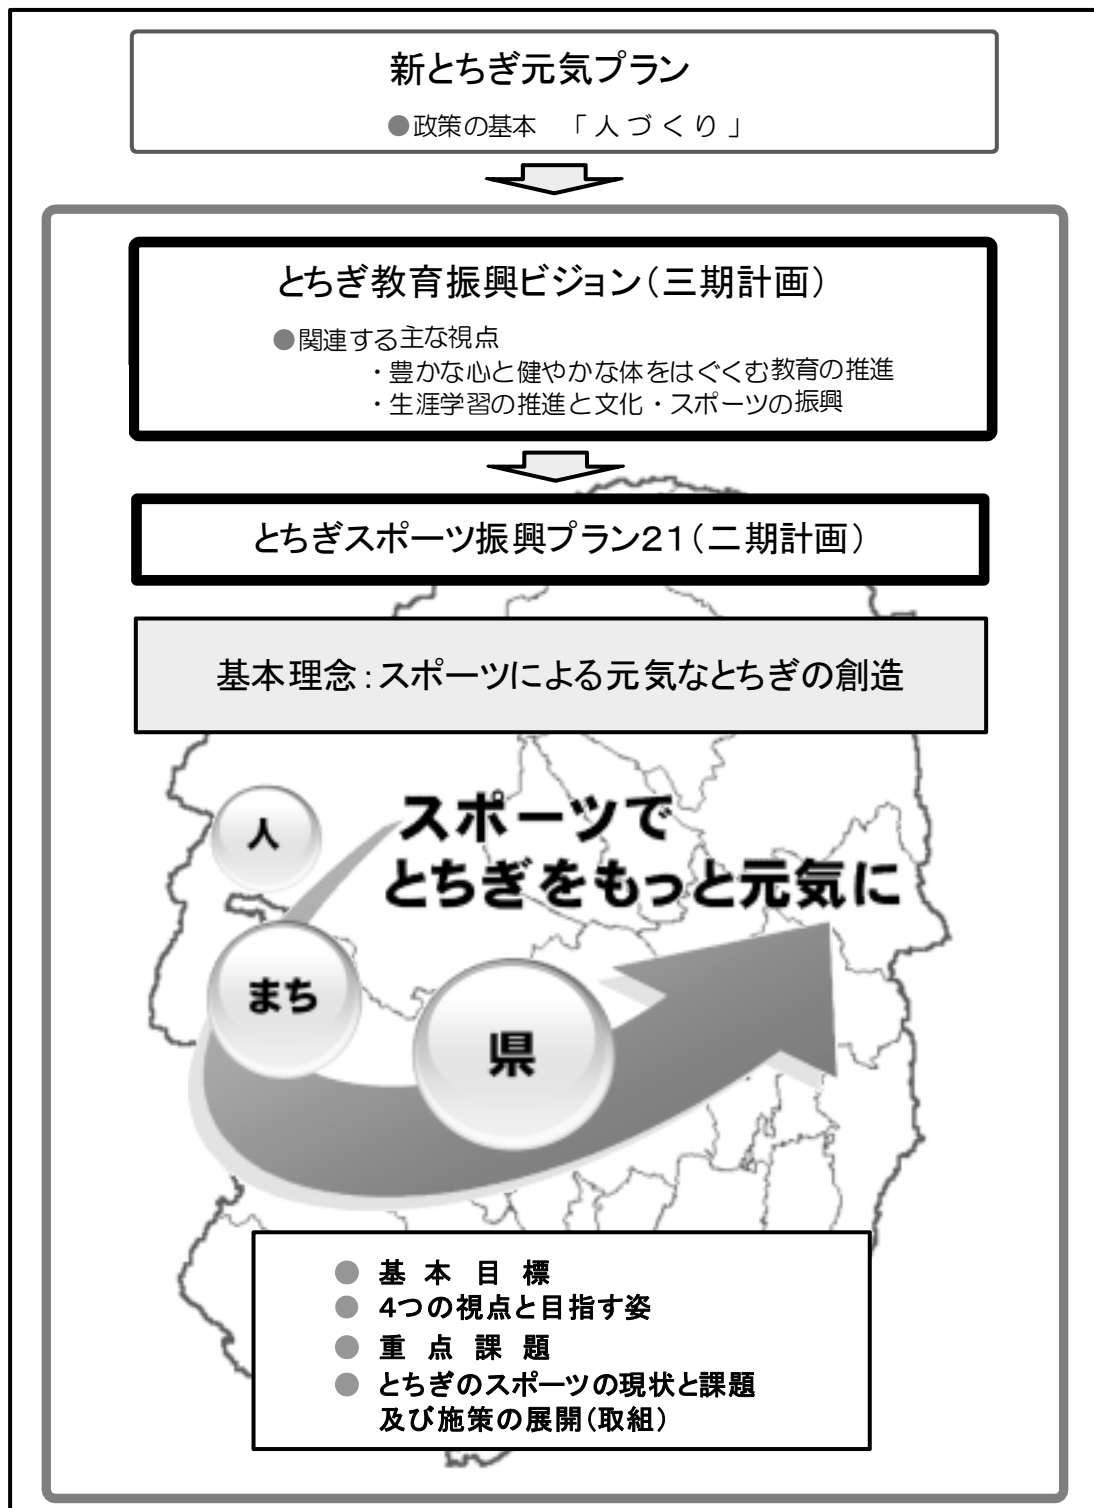 新とちぎ元気プラン
●政策の基本 「人づくり」
とちぎ教育振興ビジョン(三期計画)
●関連する主な視点
・豊かな心と健やかな体をはぐくむ教育の推進
・生涯学習の推進と文化・スポーツの振興
とちぎスポーツ振興プラン21(二期計画)
基本理念:スポーツによる元気なとちぎの創造
スポーツで
とちぎをもっと元気に
人
まち
県
● 基本目標
● 4つの視点と目指す姿
● 重点課題
● とちぎのスポーツの現状と課題
及び施策の展開(取組)